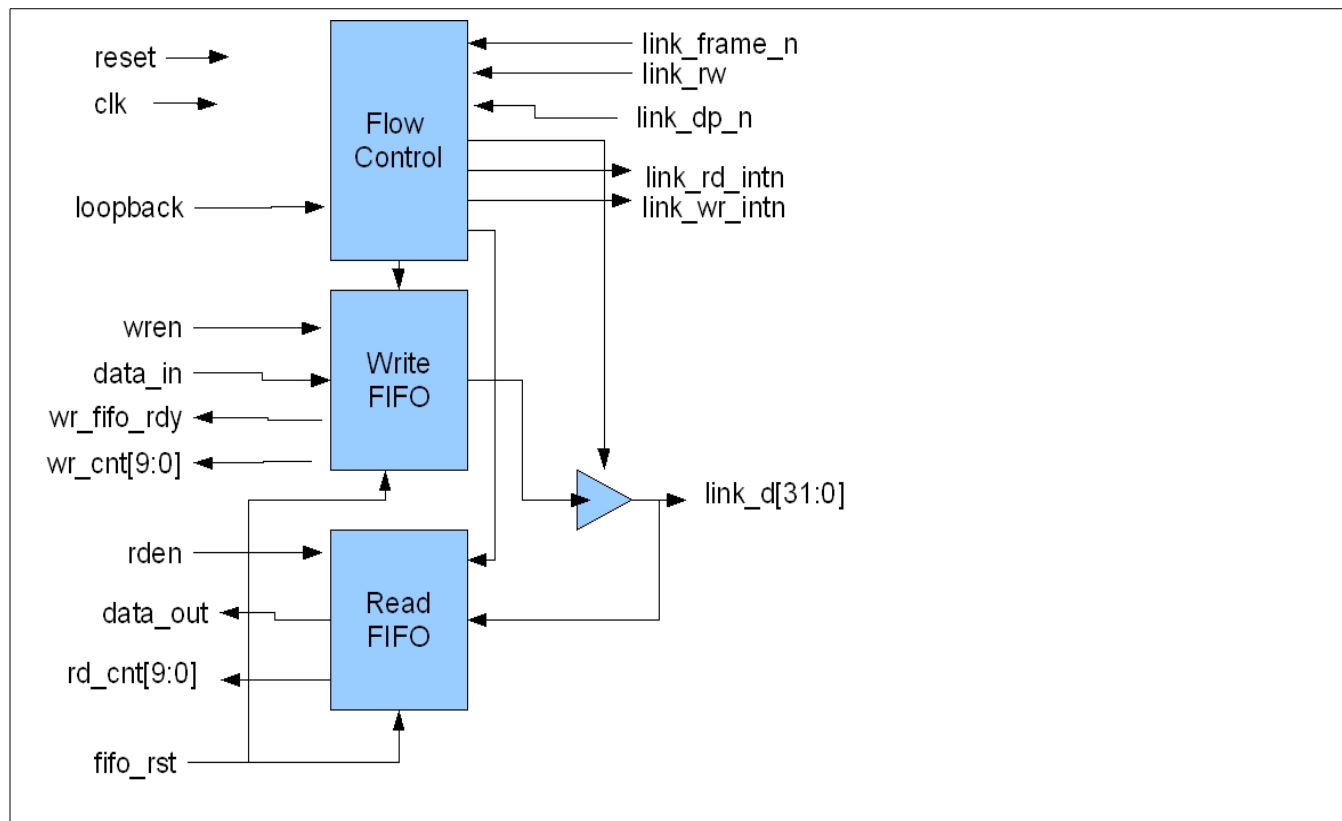 reset
clk
loopback
Flow
Control
link_frame_n
link_rw
link_dp_n
link_rd_intn
link_wr_intn
wren
data_in
wr_fifo_rdy
wr_cnt[9:0]
Write
FIFO
link_d[31:0]
rden
data_out
rd_cnt[9:0]
Read
FIFO
fifo_rst